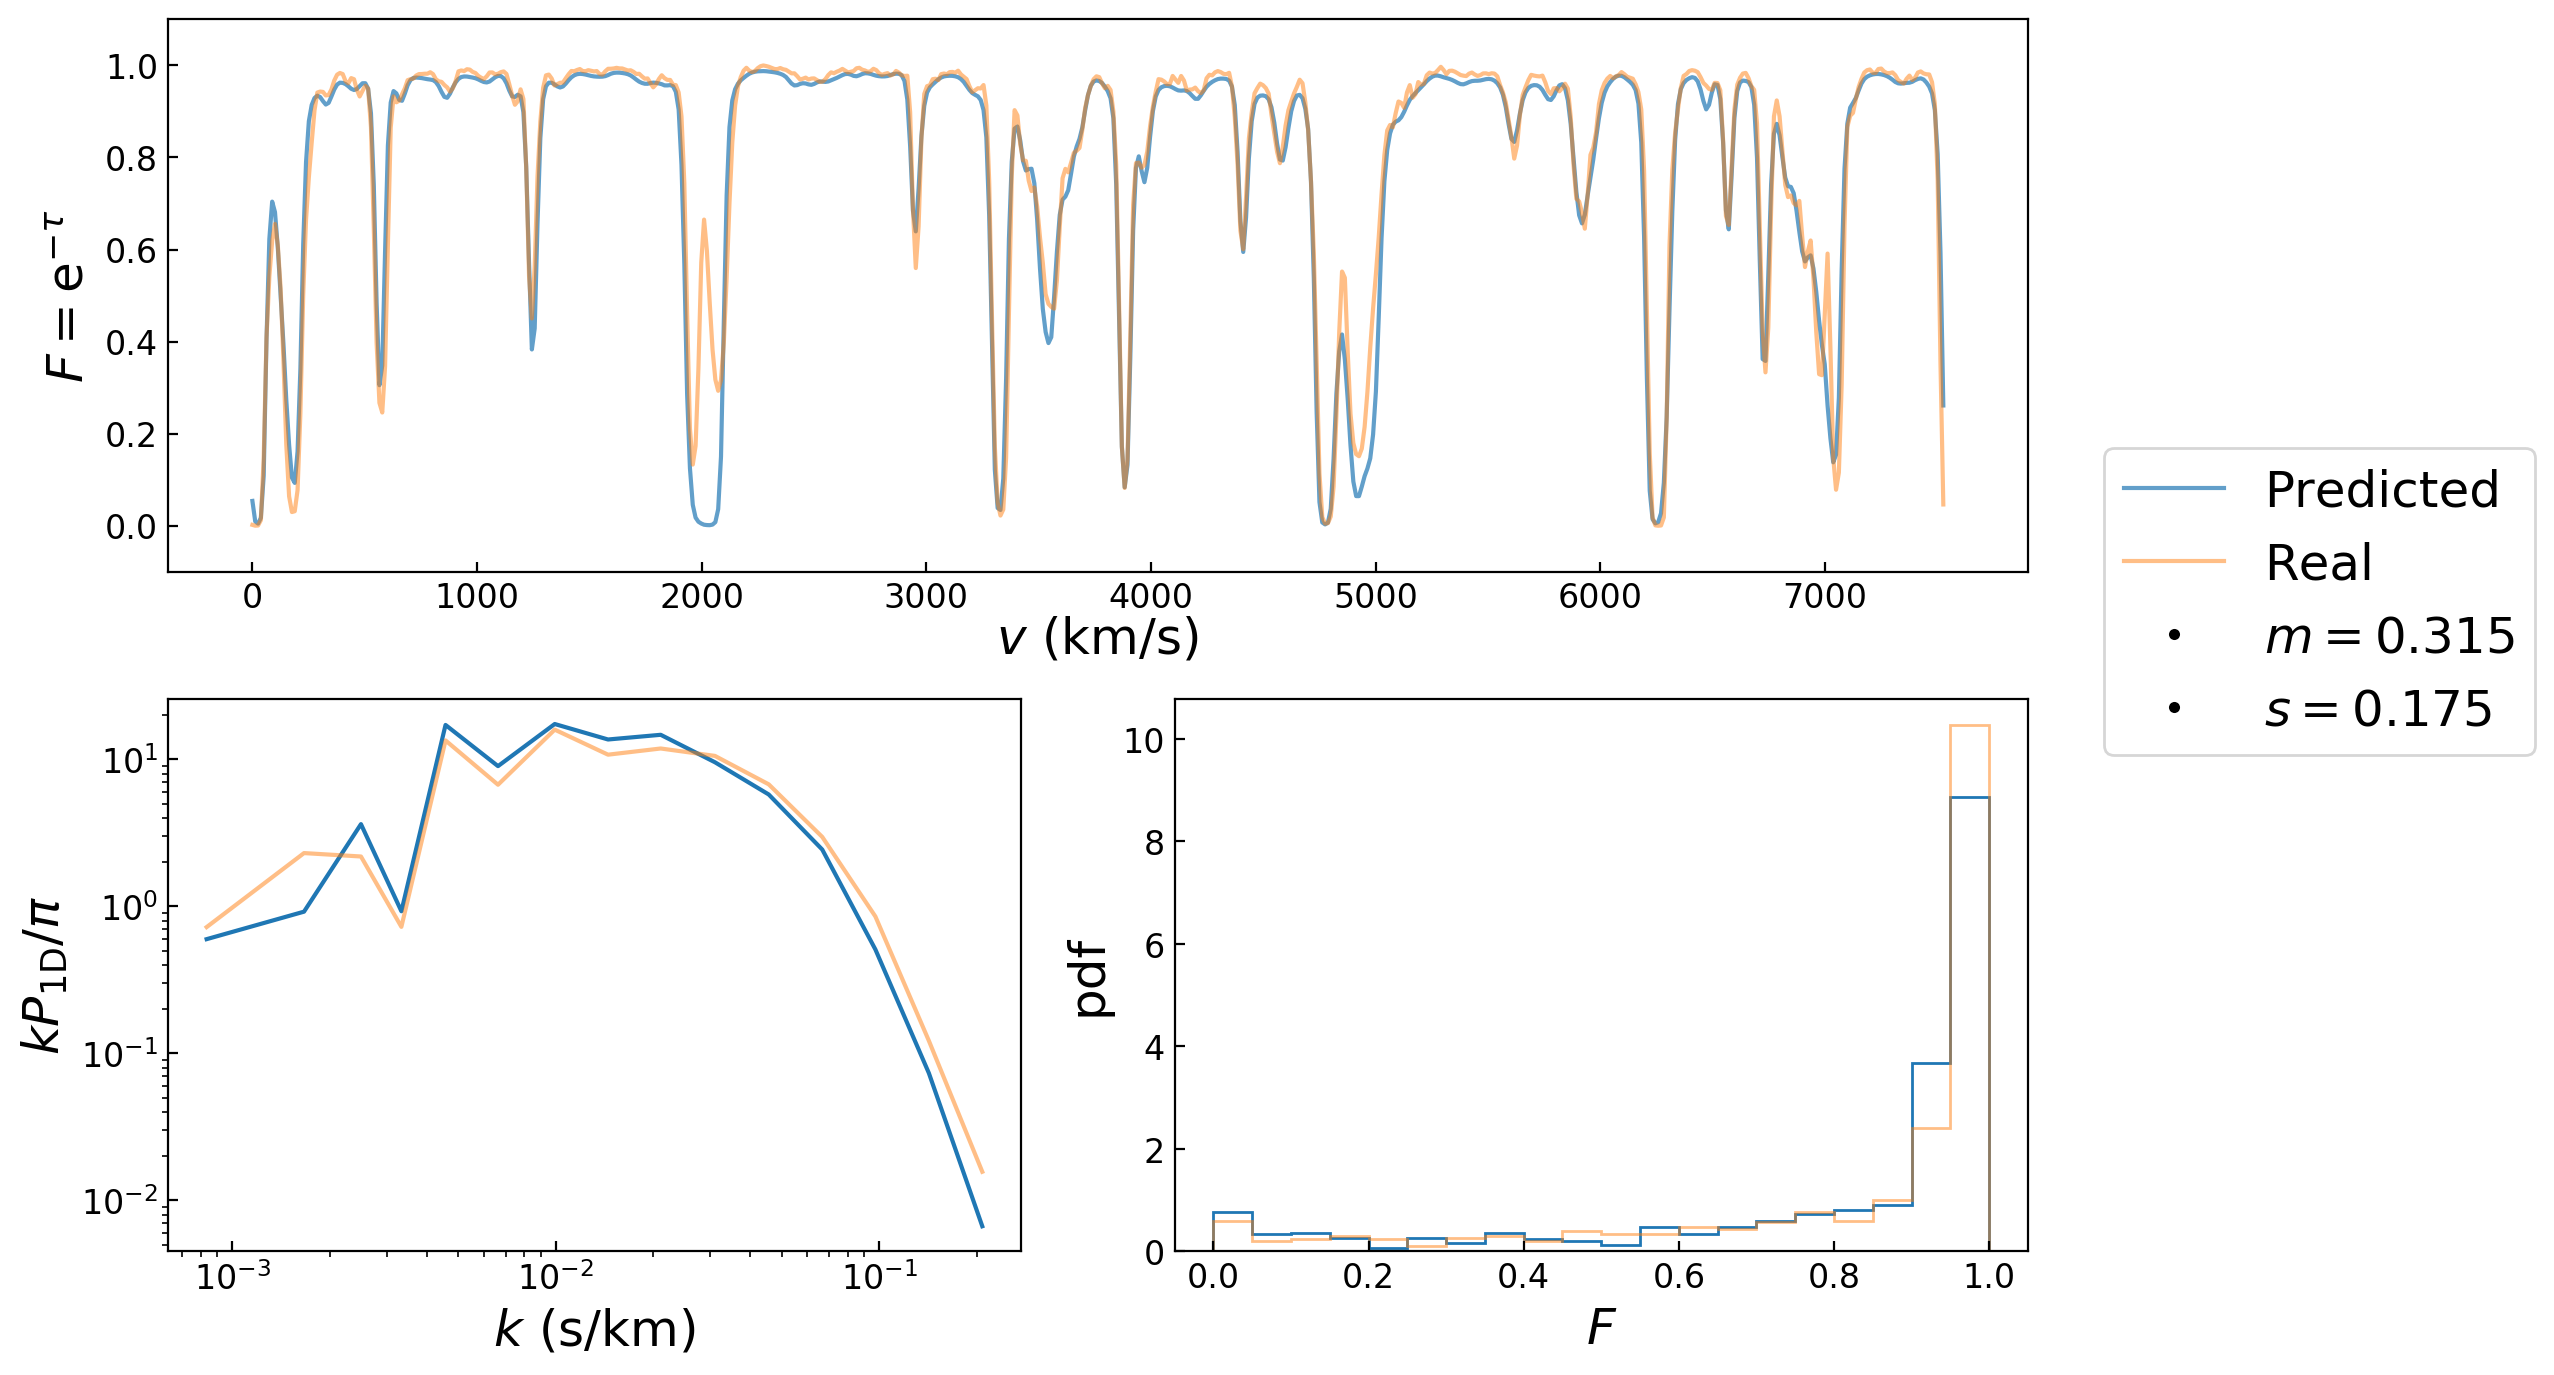 F = e^{−τ}
1.0
0.8
0.6
0.4
0.2
0.0
0 1000 2000 3000 4000 5000 6000 7000
v (km/s)
Predicted
Real
m = 0.315
s = 0.175
kP_{1D}/π
10^1
10^0
10^{−1}
10^{−2}
10^{−3} 10^{−2} 10^{−1}
k (s/km)
pdf
10
8
6
4
2
0
0.0 0.2 0.4 0.6 0.8 1.0
F